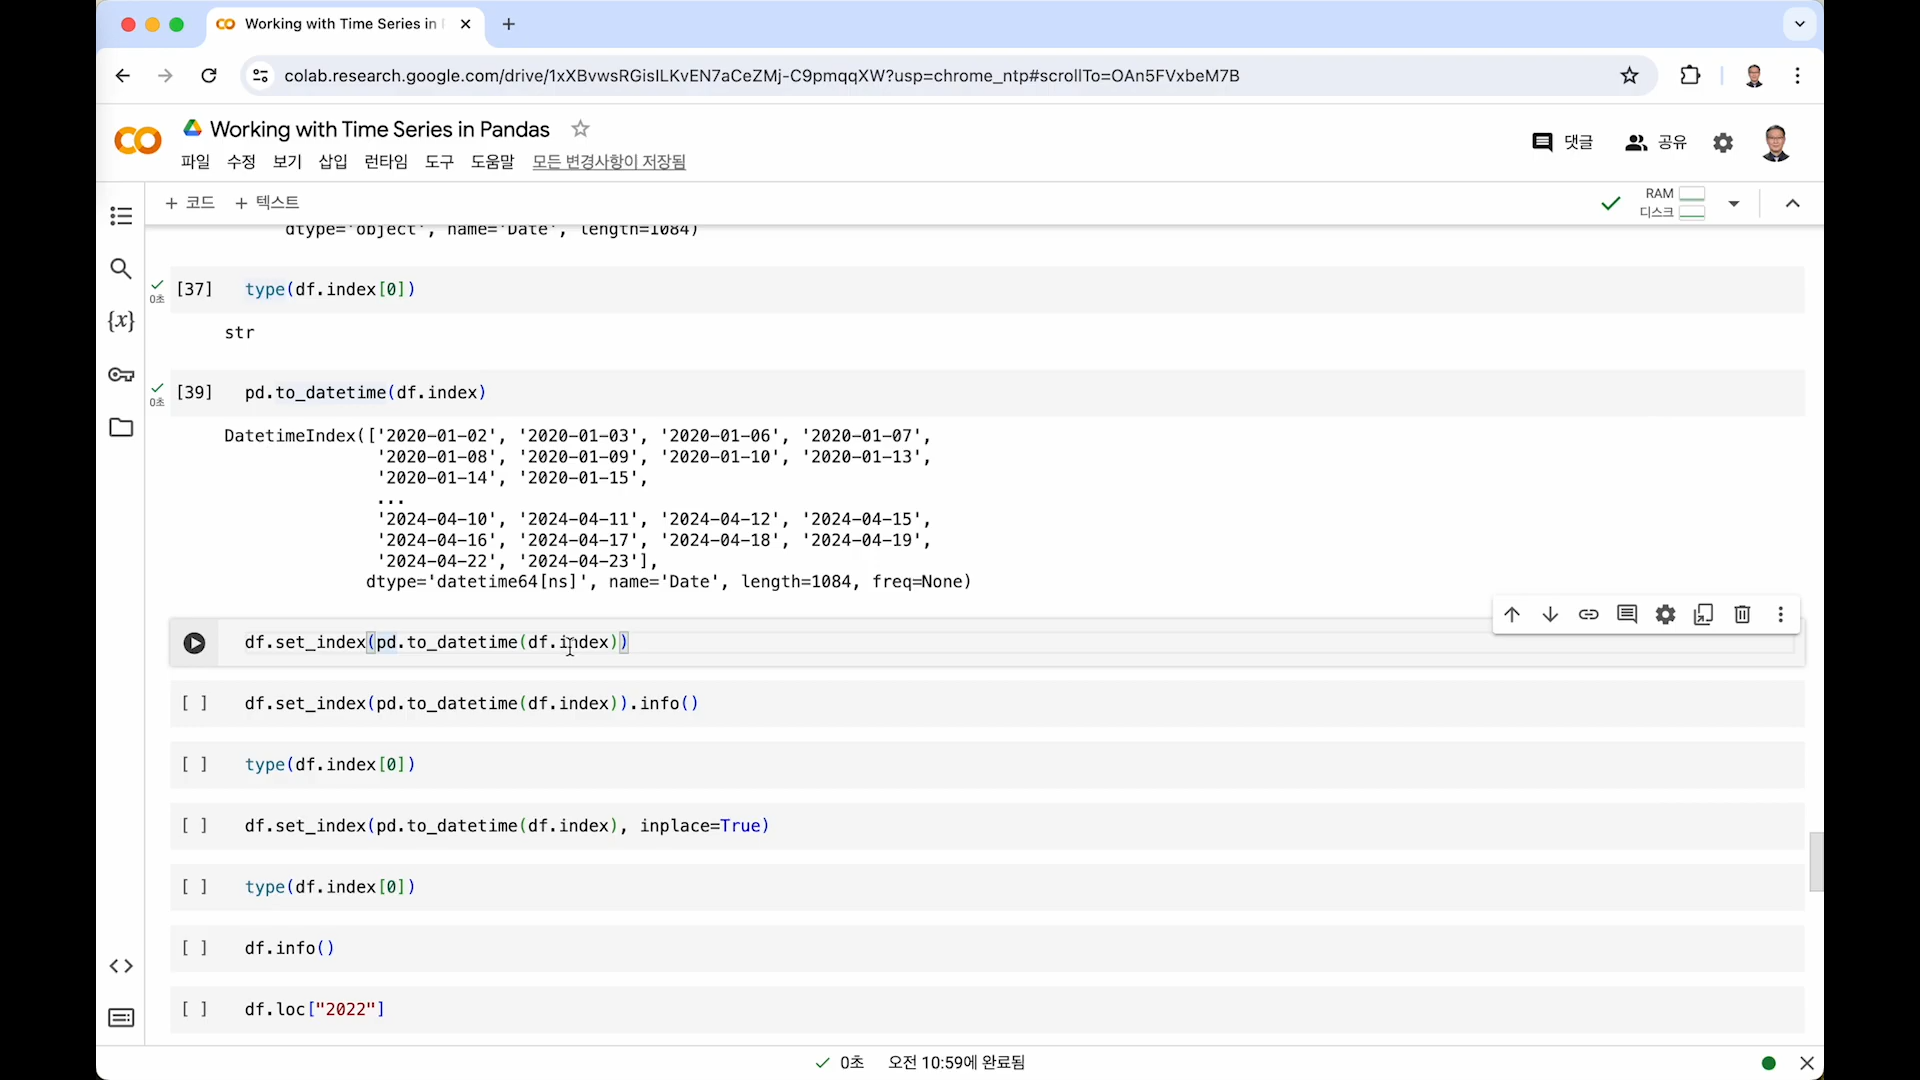 Working with Time Series in
colab.research.google.com/drive/1xXBvwsRGisILKvEN7aCeZMj-C9pmqqXW?usp=chrome_ntp#scrollTo=OAn5FVxbeM7B
Working with Time Series in Pandas
파일 수정 보기 삽입 런타임 도구 도움말 모든 변경사항이 저장됨
댓글 공유
+ 코드 + 텍스트
RAM
디스크
dtype='object', name='Date', length=1084)
[37] type(df.index[0])
0초
str
[39] pd.to_datetime(df.index)
0초
DatetimeIndex(['2020-01-02', '2020-01-03', '2020-01-06', '2020-01-07',
'2020-01-08', '2020-01-09', '2020-01-10', '2020-01-13',
'2020-01-14', '2020-01-15',
...
'2024-04-10', '2024-04-11', '2024-04-12', '2024-04-15',
'2024-04-16', '2024-04-17', '2024-04-18', '2024-04-19',
'2024-04-22', '2024-04-23'],
dtype='datetime64[ns]', name='Date', length=1084, freq=None)
df.set_index(pd.to_datetime(df.index))
[ ] df.set_index(pd.to_datetime(df.index)).info()
[ ] type(df.index[0])
[ ] df.set_index(pd.to_datetime(df.index), inplace=True)
[ ] type(df.index[0])
[ ] df.info()
[ ] df.loc["2022"]
0초 오전 10:59에 완료됨